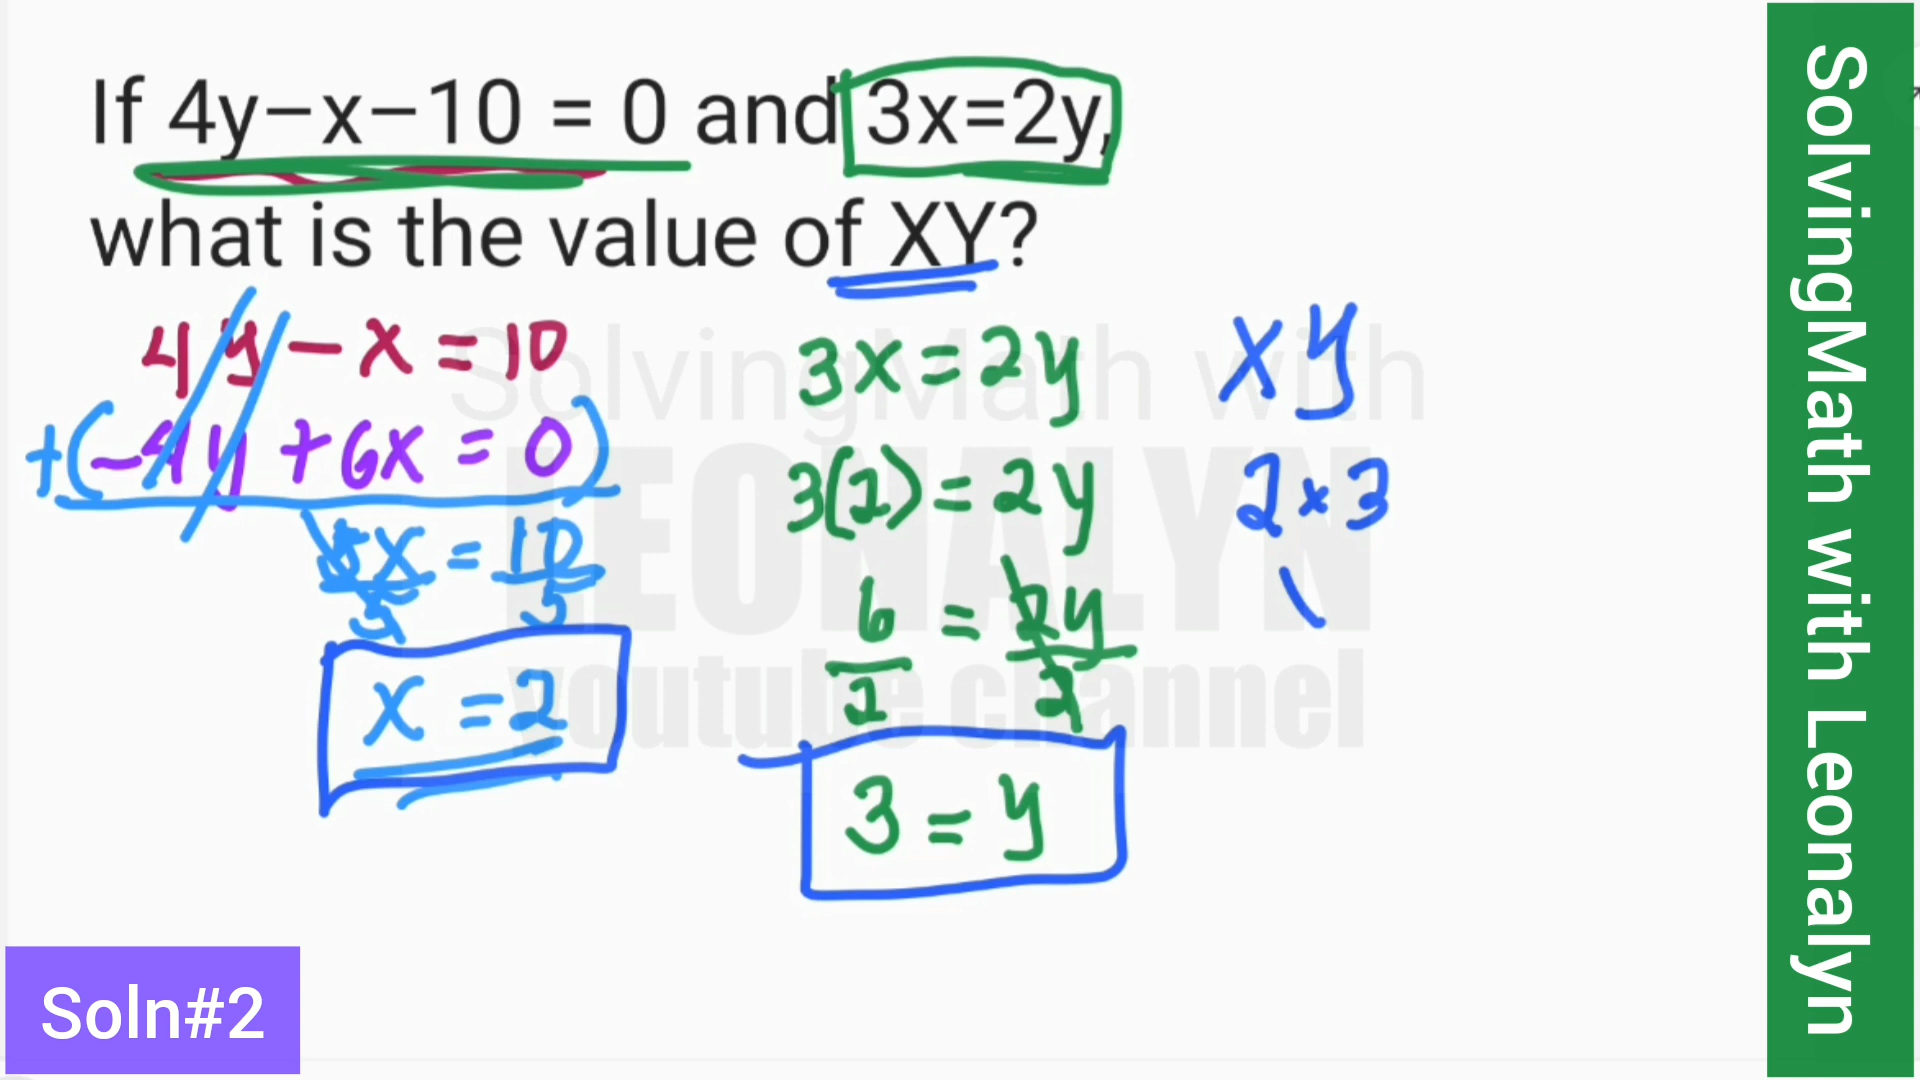 If 4y−x−10 = 0 and 3x=2y,
what is the value of XY?
4y − x = 10
+(−4y + 6x = 0)
5x = 10
5 5
x = 2
3x = 2y
3(2) = 2y
6 = 2y
2 2
3 = y
XY
2 × 3
SolvingMath with
LEONALYN
youtube channel
Soln#2
SolvingMath with Leonalyn